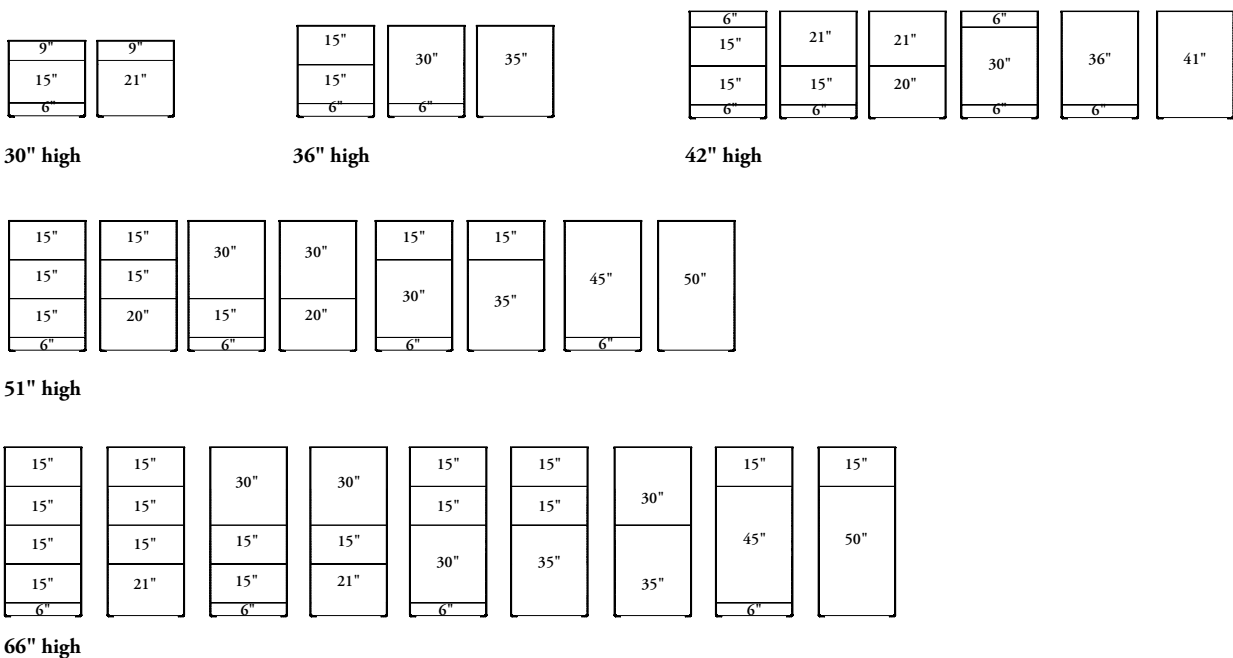 9" 9"
15" 21"
6"
30" high
15" 30" 35"
15"
6" 6"
36" high
6" 21" 21" 6" 36" 41"
15" 30"
15" 15" 20"
6" 6" 6" 6"
42" high
15" 15" 30" 30" 15" 15" 45" 50"
15" 15" 30" 35"
15" 20" 15" 20"
6" 6" 6" 6"
51" high
15" 15" 30" 30" 15" 15" 30" 15" 15"
15" 15" 15" 15"
15" 15" 15" 15" 30" 35" 35" 45" 50"
15" 21" 15" 21"
6" 6" 6" 6"
66" high